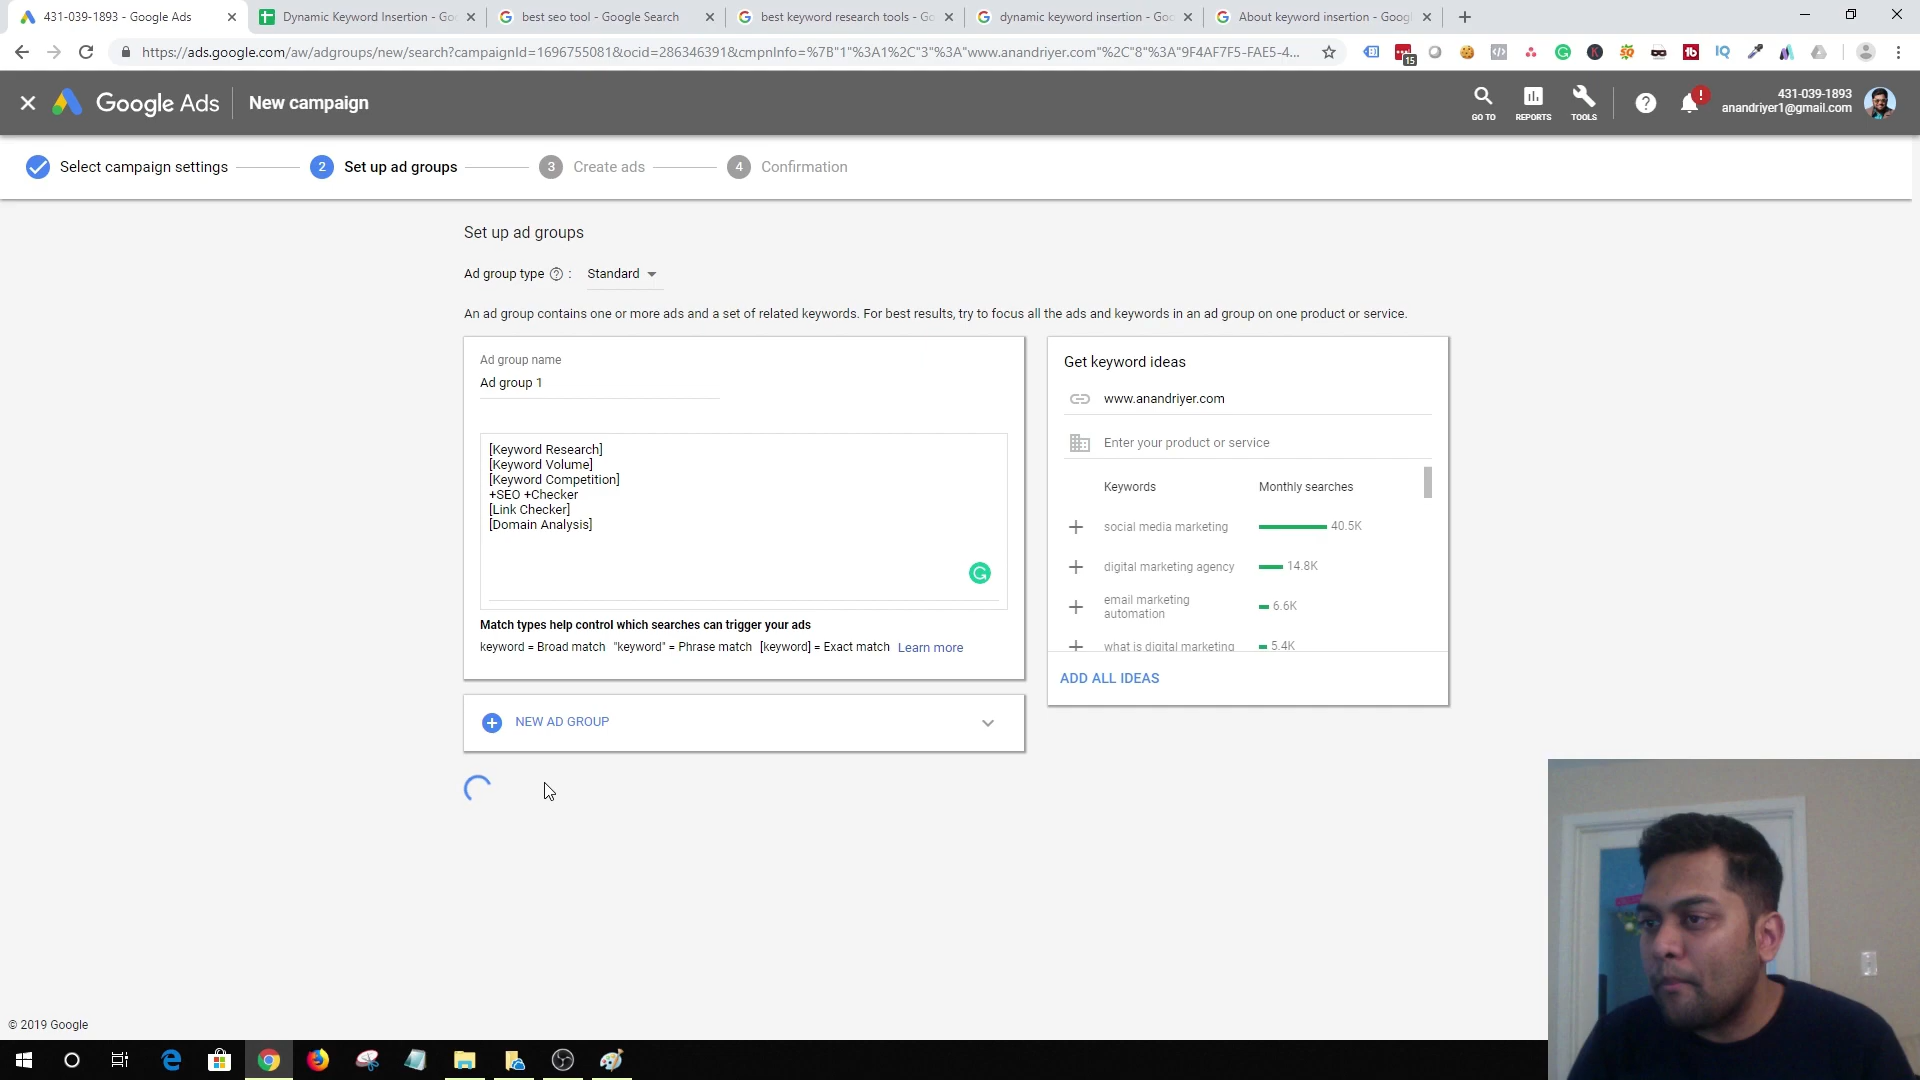 431-039-1893 - Google Ads
Dynamic Keyword Insertion - Goo
best seo tool - Google Search
best keyword research tools - Go
dynamic keyword insertion - Goo
About keyword insertion - Googl
https://ads.google.com/aw/adgroups/new/search?campaignId=1696755081&ocid=286346391&cmpnInfo=%7B"1"%3A1%2C"3"%3A"www.anandriyer.com"%2C"8"%3A"9F4AF7F5-FAE5-4...
15
Google Ads
New campaign
GO TO
REPORTS
TOOLS
431-039-1893
anandriyer1@gmail.com
Select campaign settings
2 Set up ad groups
3 Create ads
4 Confirmation
Set up ad groups
Ad group type ? : Standard
An ad group contains one or more ads and a set of related keywords. For best results, try to focus all the ads and keywords in an ad group on one product or service.
Ad group name
Ad group 1
[Keyword Research]
[Keyword Volume]
[Keyword Competition]
+SEO +Checker
[Link Checker]
[Domain Analysis]
Match types help control which searches can trigger your ads
keyword = Broad match "keyword" = Phrase match [keyword] = Exact match Learn more
NEW AD GROUP
Get keyword ideas
www.anandriyer.com
Enter your product or service
Keywords Monthly searches
social media marketing 40.5K
digital marketing agency 14.8K
email marketing
automation 6.6K
what is digital marketing 5.4K
ADD ALL IDEAS
© 2019 Google